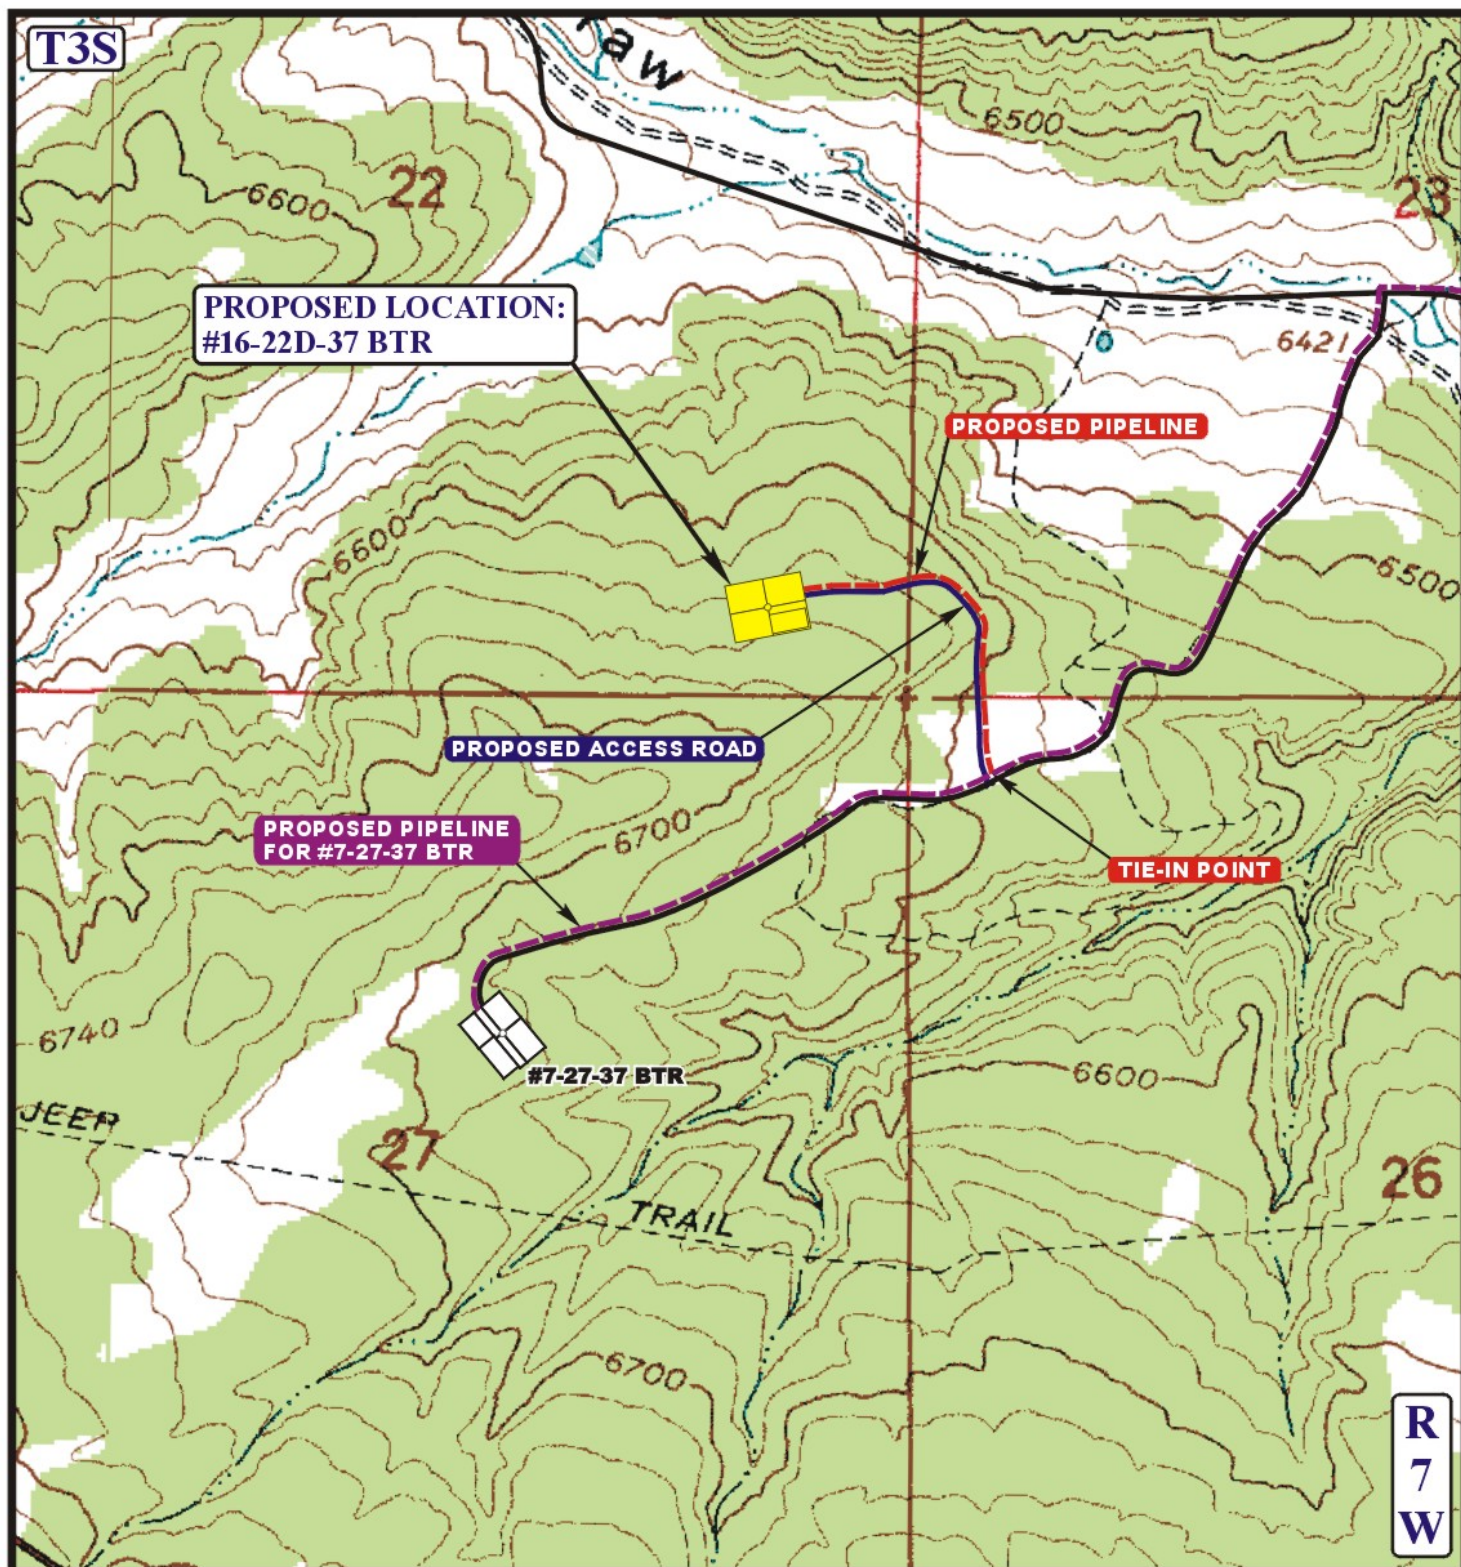 T3S
raw
6500
22
23
6600
PROPOSED LOCATION:
#16-22D-37 BTR
6421
PROPOSED PIPELINE
6600
6500
PROPOSED ACCESS ROAD
PROPOSED PIPELINE
FOR #7-27-37 BTR
6700
TIE-IN POINT
6740
#7-27-37 BTR
6600
JEEP
27
26
TRAIL
6700
R
7
W